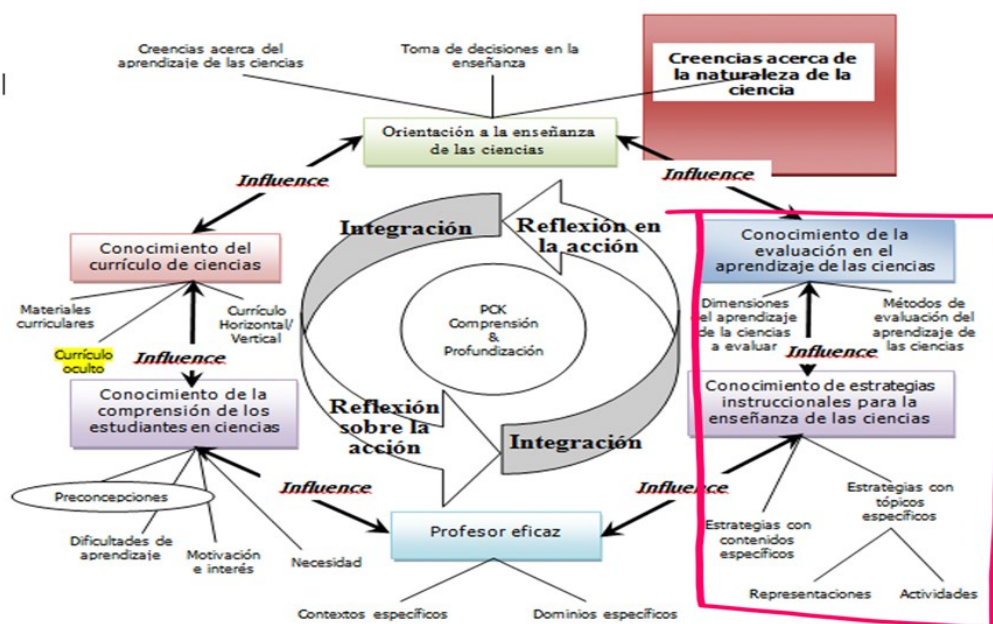 Creencias acerca del
aprendizaje de las ciencias
Toma de decisiones en la
enseñanza
Creencias acerca de
la naturaleza de la
ciencia
Orientación a la enseñanza
de las ciencias
Influence
Influence
Integración
Reflexión en
la acción
Conocimiento del
currículo de ciencias
Conocimiento de la
evaluación en el
aprendizaje de las ciencias
Materiales
curriculares
Currículo
Horizontal/
Vertical
Currículo
oculto
Influence
PCK
Comprensión
&
Profundización
Dimensiones
del aprendizaje
de la ciencias
a evaluar
Métodos de
evaluación del
aprendizaje de
las ciencias
Influence
Conocimiento de la
comprensión de los
estudiantes en ciencias
Reflexión
sobre la
acción
Integración
Conocimiento de estrategias
instruccionales para la
enseñanza de las ciencias
Preconcepciones
Dificultades de
aprendizaje
Motivación
e interés
Necesidad
Influence
Influence
Profesor eficaz
Estrategias con
contenidos
específicos
Estrategias con
tópicos
específicos
Representaciones
Actividades
Contextos específicos
Dominios específicos